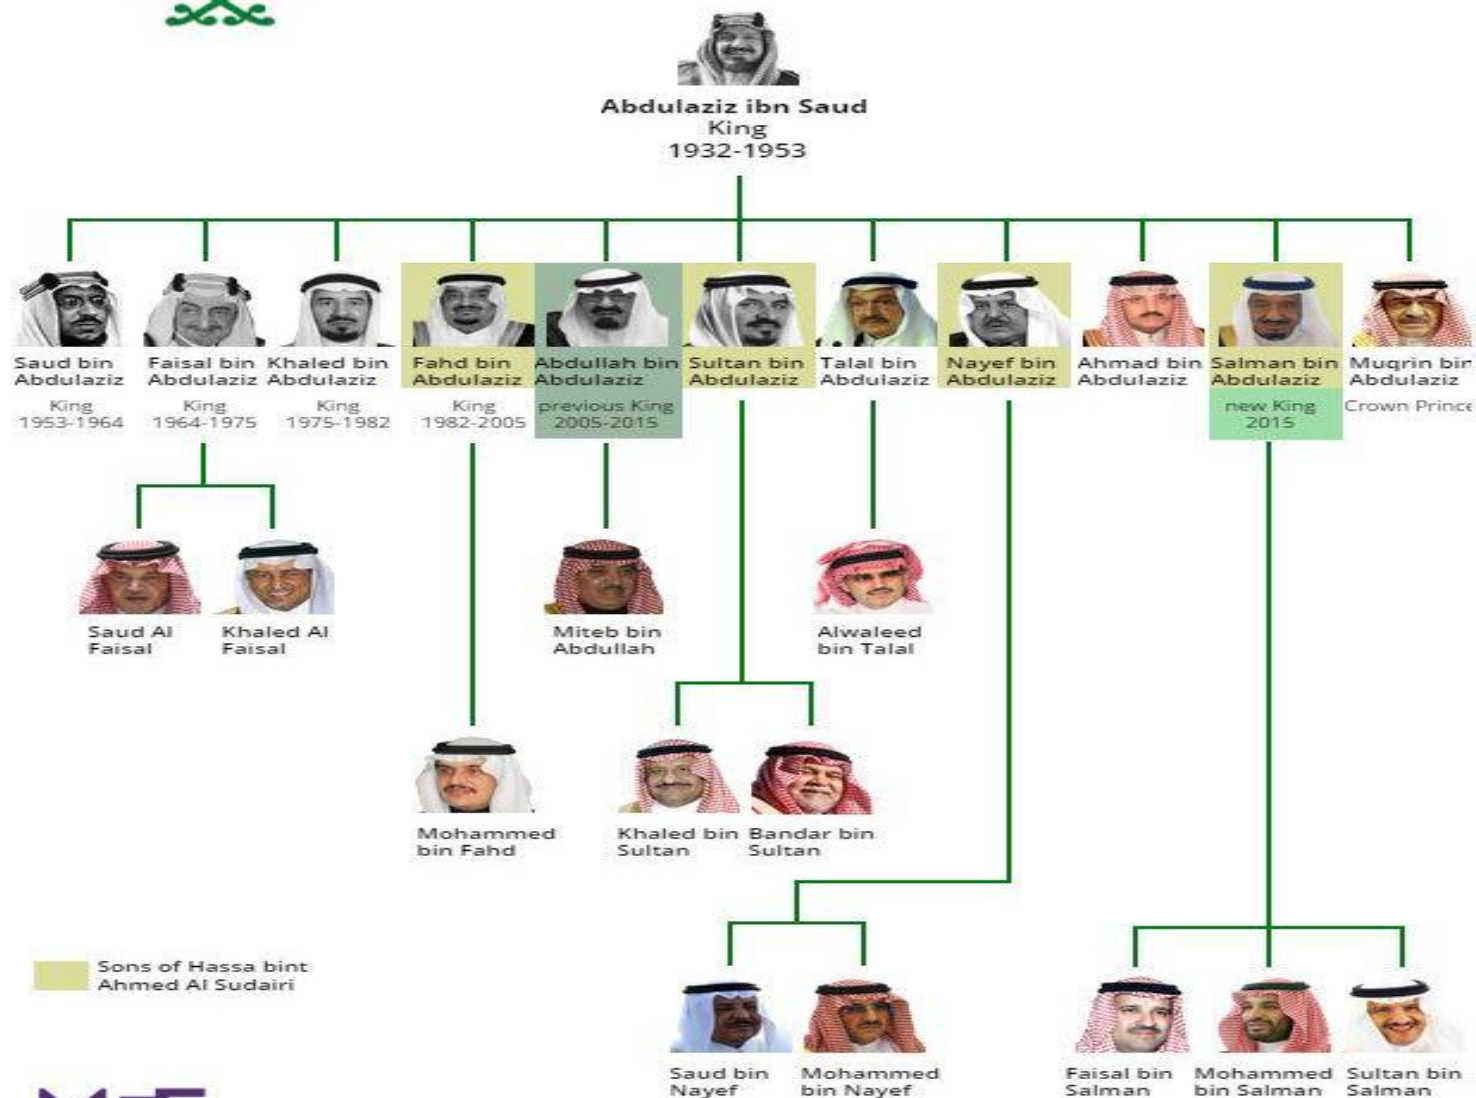 Abdulaziz ibn Saud
King
1932-1953
Saud bin
Abdulaziz
King
1953-1964
Faisal bin
Abdulaziz
King
1964-1975
Khaled bin
Abdulaziz
King
1975-1982
Fahd bin
Abdulaziz
King
1982-2005
Abdullah bin
Abdulaziz
previous King
2005-2015
Sultan bin
Abdulaziz
Talal bin
Abdulaziz
Nayef bin
Abdulaziz
Ahmad bin
Abdulaziz
Salman bin
Abdulaziz
new King
2015
Muqrin bin
Abdulaziz
Crown Prince
Saud Al
Faisal
Khaled Al
Faisal
Miteb bin
Abdullah
Alwaleed
bin Talal
Mohammed
bin Fahd
Khaled bin
Sultan
Bandar bin
Sultan
Sons of Hassa bint
Ahmed Al Sudairi
Saud bin
Nayef
Mohammed
bin Nayef
Faisal bin
Salman
Mohammed
bin Salman
Sultan bin
Salman